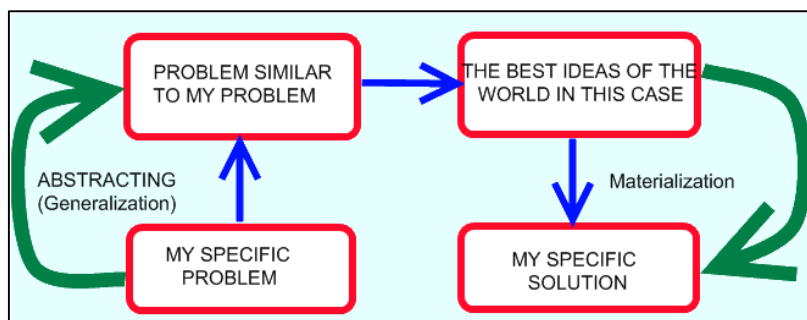 PROBLEM SIMILAR
TO MY PROBLEM
THE BEST IDEAS OF THE
WORLD IN THIS CASE
ABSTRACTING
(Generalization)
Materialization
MY SPECIFIC
PROBLEM
MY SPECIFIC
SOLUTION